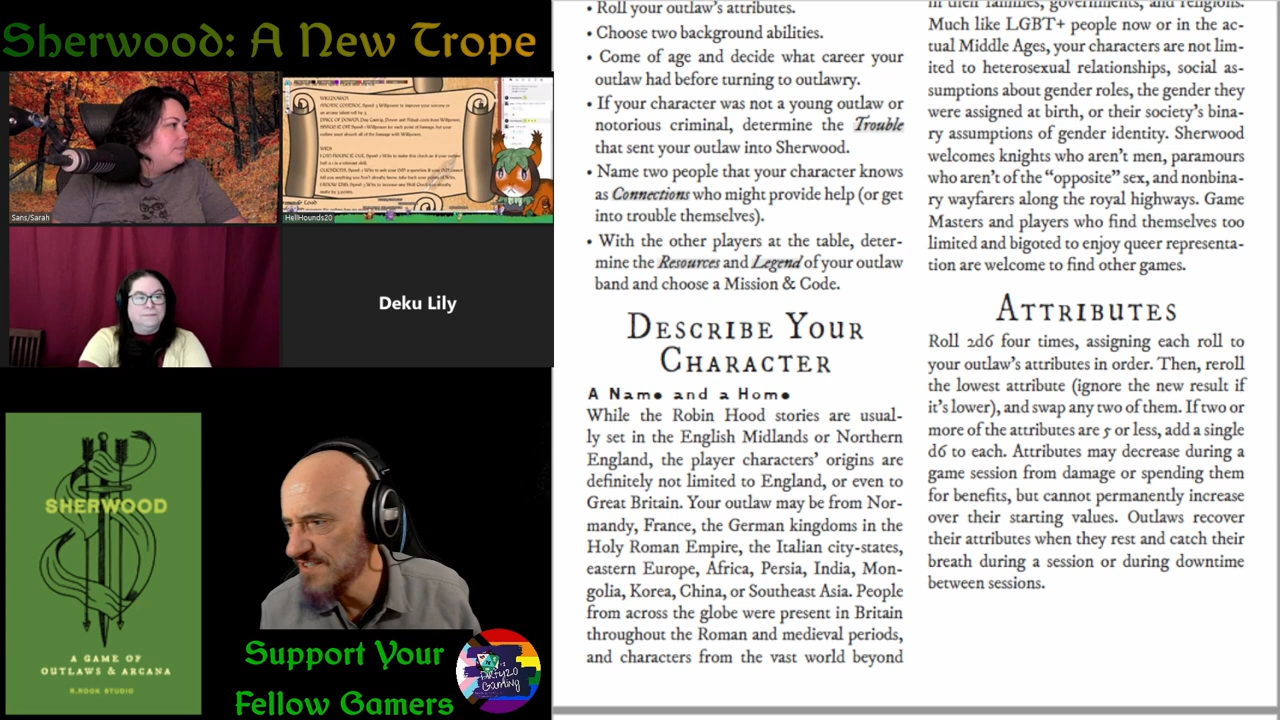 Sherwood: A New Trope
Sans/Sarah
HellHounds20
Deku Lily
SHERWOOD
A GAME OF
OUTLAWS & ARCANA
R.ROOK STUDIO
Support Your
Fellow Gamers
Dirty20
Gaming
• Roll your outlaw's attributes.
• Choose two background abilities.
• Come of age and decide what career your
outlaw had before turning to outlawry.
• If your character was not a young outlaw or
notorious criminal, determine the Trouble
that sent your outlaw into Sherwood.
• Name two people that your character knows
as Connections who might provide help (or get
into trouble themselves).
• With the other players at the table, deter-
mine the Resources and Legend of your outlaw
band and choose a Mission & Code.
Describe Your
Character
A Name and a Home
While the Robin Hood stories are usual-
ly set in the English Midlands or Northern
England, the player characters' origins are
definitely not limited to England, or even to
Great Britain. Your outlaw may be from Nor-
mandy, France, the German kingdoms in the
Holy Roman Empire, the Italian city-states,
eastern Europe, Africa, Persia, India, Mon-
golia, Korea, China, or Southeast Asia. People
from across the globe were present in Britain
throughout the Roman and medieval periods,
and characters from the vast world beyond
in their families, governments, and religions.
Much like LGBT+ people now or in the ac-
tual Middle Ages, your characters are not lim-
ited to heterosexual relationships, social as-
sumptions about gender roles, the gender they
were assigned at birth, or their society's bina-
ry assumptions of gender identity. Sherwood
welcomes knights who aren't men, paramours
who aren't of the "opposite" sex, and nonbina-
ry wayfarers along the royal highways. Game
Masters and players who find themselves too
limited and bigoted to enjoy queer representa-
tion are welcome to find other games.
Attributes
Roll 2d6 four times, assigning each roll to
your outlaw's attributes in order. Then, reroll
the lowest attribute (ignore the new result if
it's lower), and swap any two of them. If two or
more of the attributes are 5 or less, add a single
d6 to each. Attributes may decrease during a
game session from damage or spending them
for benefits, but cannot permanently increase
over their starting values. Outlaws recover
their attributes when they rest and catch their
breath during a session or during downtime
between sessions.